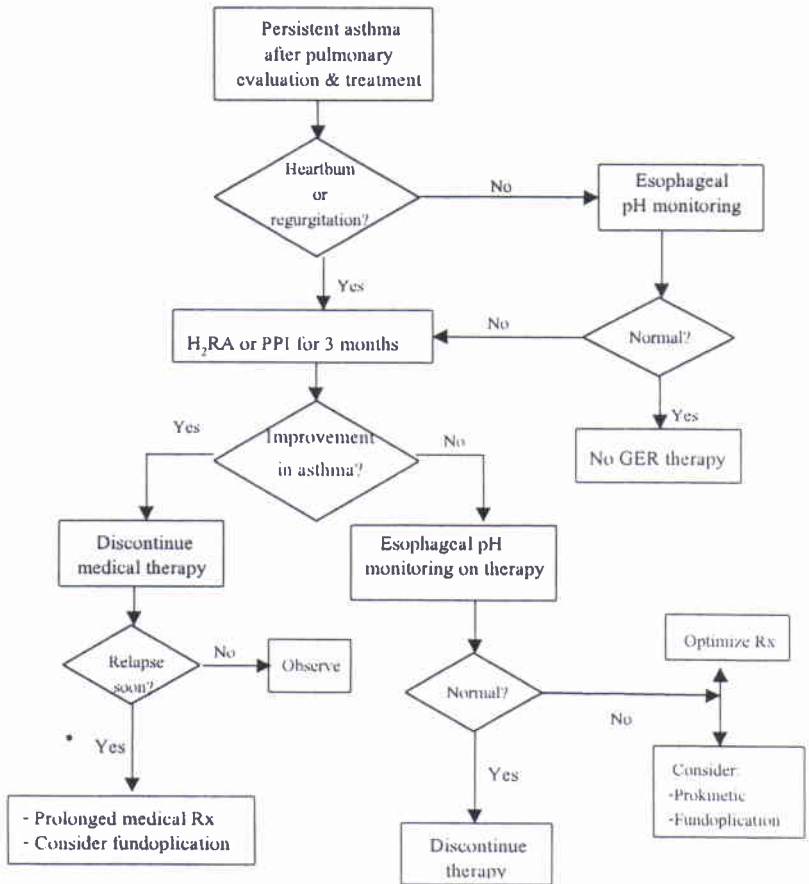 Persistent asthma
after pulmonary
evaluation & treatment
Heartburn
or
regurgitation?
No
Esophageal
pH monitoring
Yes
H₂RA or PPI for 3 months
No
Normal?
Yes
No GER therapy
Yes
Improvement
in asthma?
No
Discontinue
medical therapy
Esophageal pH
monitoring on therapy
Relapse
soon?
No
Observe
Normal?
No
Optimize Rx
Yes
Yes
Consider:
-Prokinetic
-Fundoplication
- Prolonged medical Rx
- Consider fundoplication
Discontinue
therapy